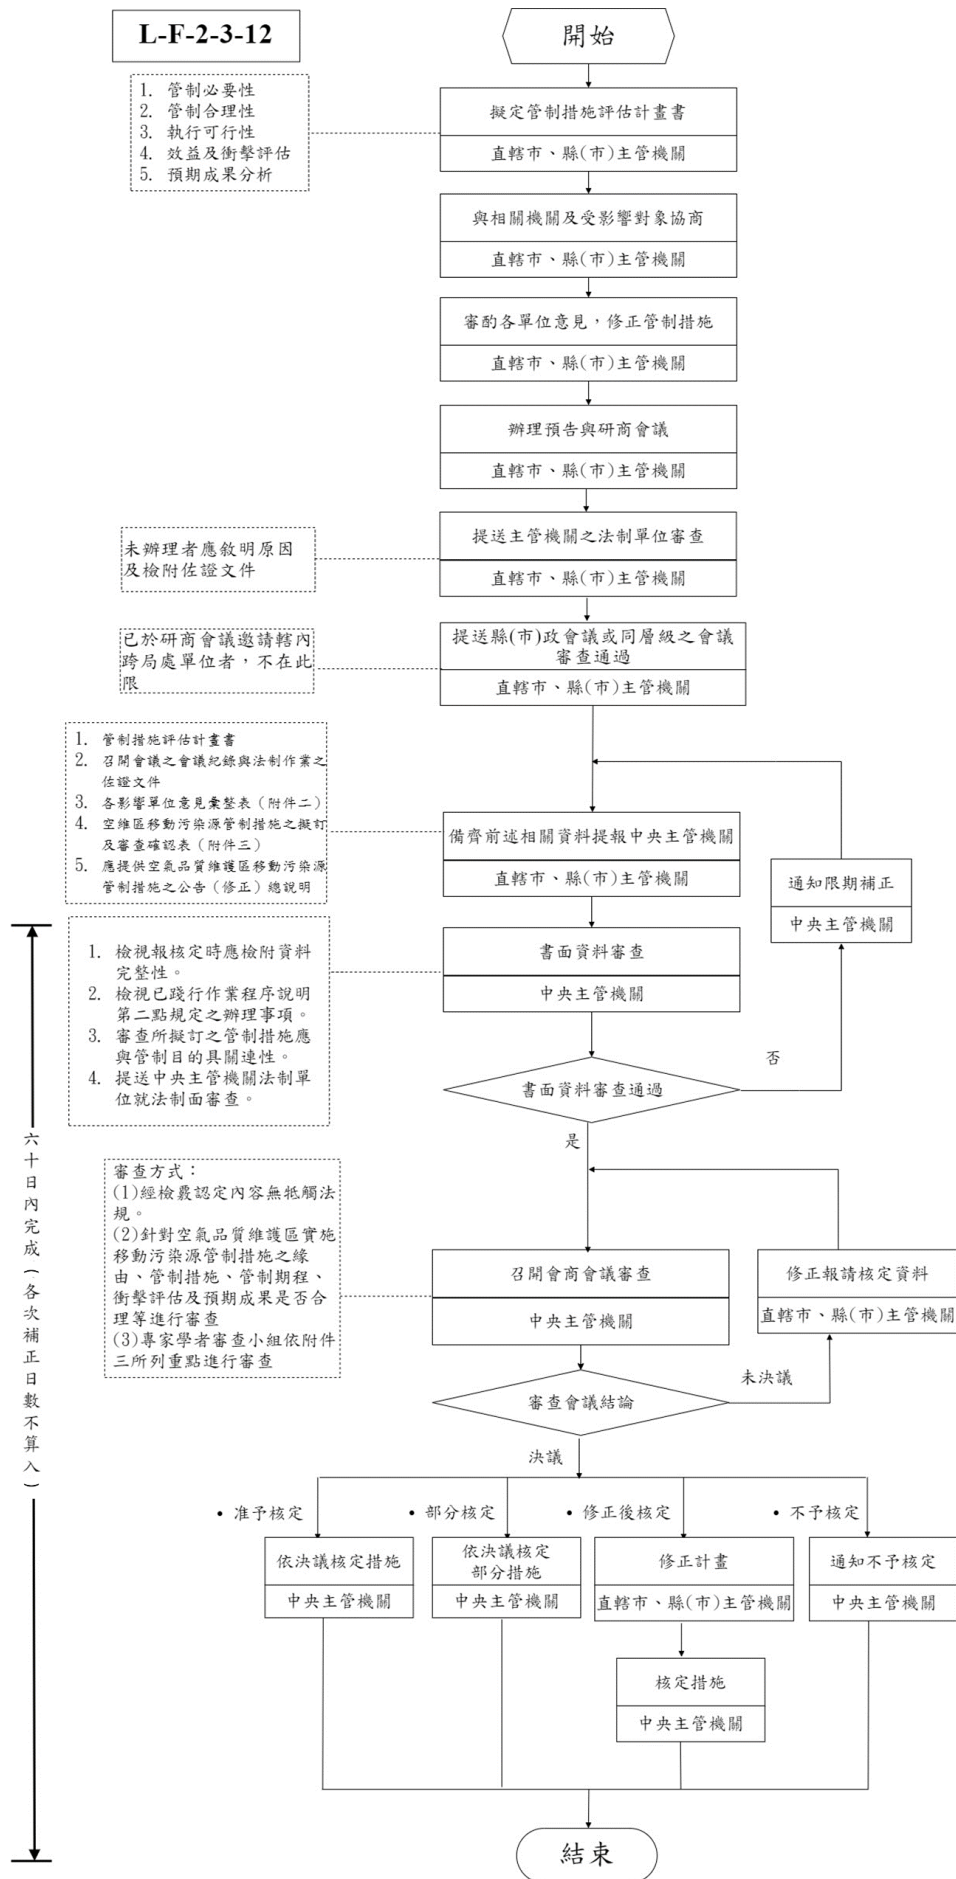 L-F-2-3-12
開始
1. 管制必要性
2. 管制合理性
3. 執行可行性
4. 效益及衝擊評估
5. 預期成果分析
擬定管制措施評估計畫書
直轄市、縣(市)主管機關
與相關機關及受影響對象協商
直轄市、縣(市)主管機關
審酌各單位意見，修正管制措施
直轄市、縣(市)主管機關
辦理預告與研商會議
直轄市、縣(市)主管機關
未辦理者應敘明原因
及檢附佐證文件
提送主管機關之法制單位審查
直轄市、縣(市)主管機關
已於研商會議邀請轄內
跨局處單位者，不在此
限
提送縣(市)政會議或同層級之會議
審查通過
直轄市、縣(市)主管機關
1. 管制措施評估計畫書
2. 召開會議之會議紀錄與法制作業之
佐證文件
3. 各影響單位意見彙整表（附件二）
4. 空維區移動污染源管制措施之擬訂
及審查確認表（附件三）
5. 應提供空氣品質維護區移動污染源
管制措施之公告（修正）總說明
備齊前述相關資料提報中央主管機關
直轄市、縣(市)主管機關
通知限期補正
中央主管機關
1. 檢視報核定時應檢附資料
完整性。
2. 檢視已踐行作業程序說明
第二點規定之辦理事項。
3. 審查所擬訂之管制措施應
與管制目的具關連性。
4. 提送中央主管機關法制單
位就法制面審查。
書面資料審查
中央主管機關
書面資料審查通過
否
是
六十日內完成（各次補正日數不算入）
審查方式：
(1)經檢覈認定內容無牴觸法
規。
(2)針對空氣品質維護區實施
移動污染源管制措施之緣
由、管制措施、管制期程、
衝擊評估及預期成果是否合
理等進行審查
(3)專家學者審查小組依附件
三所列重點進行審查
召開會商會議審查
中央主管機關
修正報請核定資料
直轄市、縣(市)主管機關
審查會議結論
未決議
決議
• 准予核定
• 部分核定
• 修正後核定
• 不予核定
依決議核定措施
中央主管機關
依決議核定
部分措施
中央主管機關
修正計畫
直轄市、縣(市)主管機關
通知不予核定
中央主管機關
核定措施
中央主管機關
結束